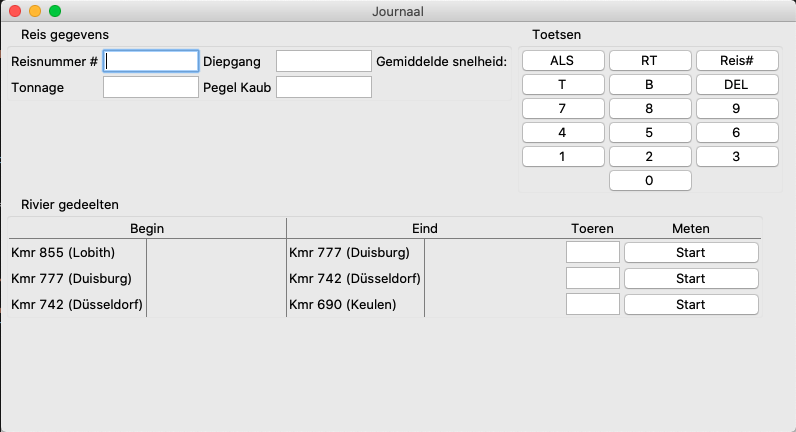 Journaal
Reis gegevens
Reisnummer # Diepgang Gemiddelde snelheid:
Tonnage Pegel Kaub
Toetsen
ALS RT Reis#
T B DEL
7 8 9
4 5 6
1 2 3
0
Rivier gedeelten
Begin Eind Toeren Meten
Kmr 855 (Lobith) Kmr 777 (Duisburg) Start
Kmr 777 (Duisburg) Kmr 742 (Düsseldorf) Start
Kmr 742 (Düsseldorf) Kmr 690 (Keulen) Start